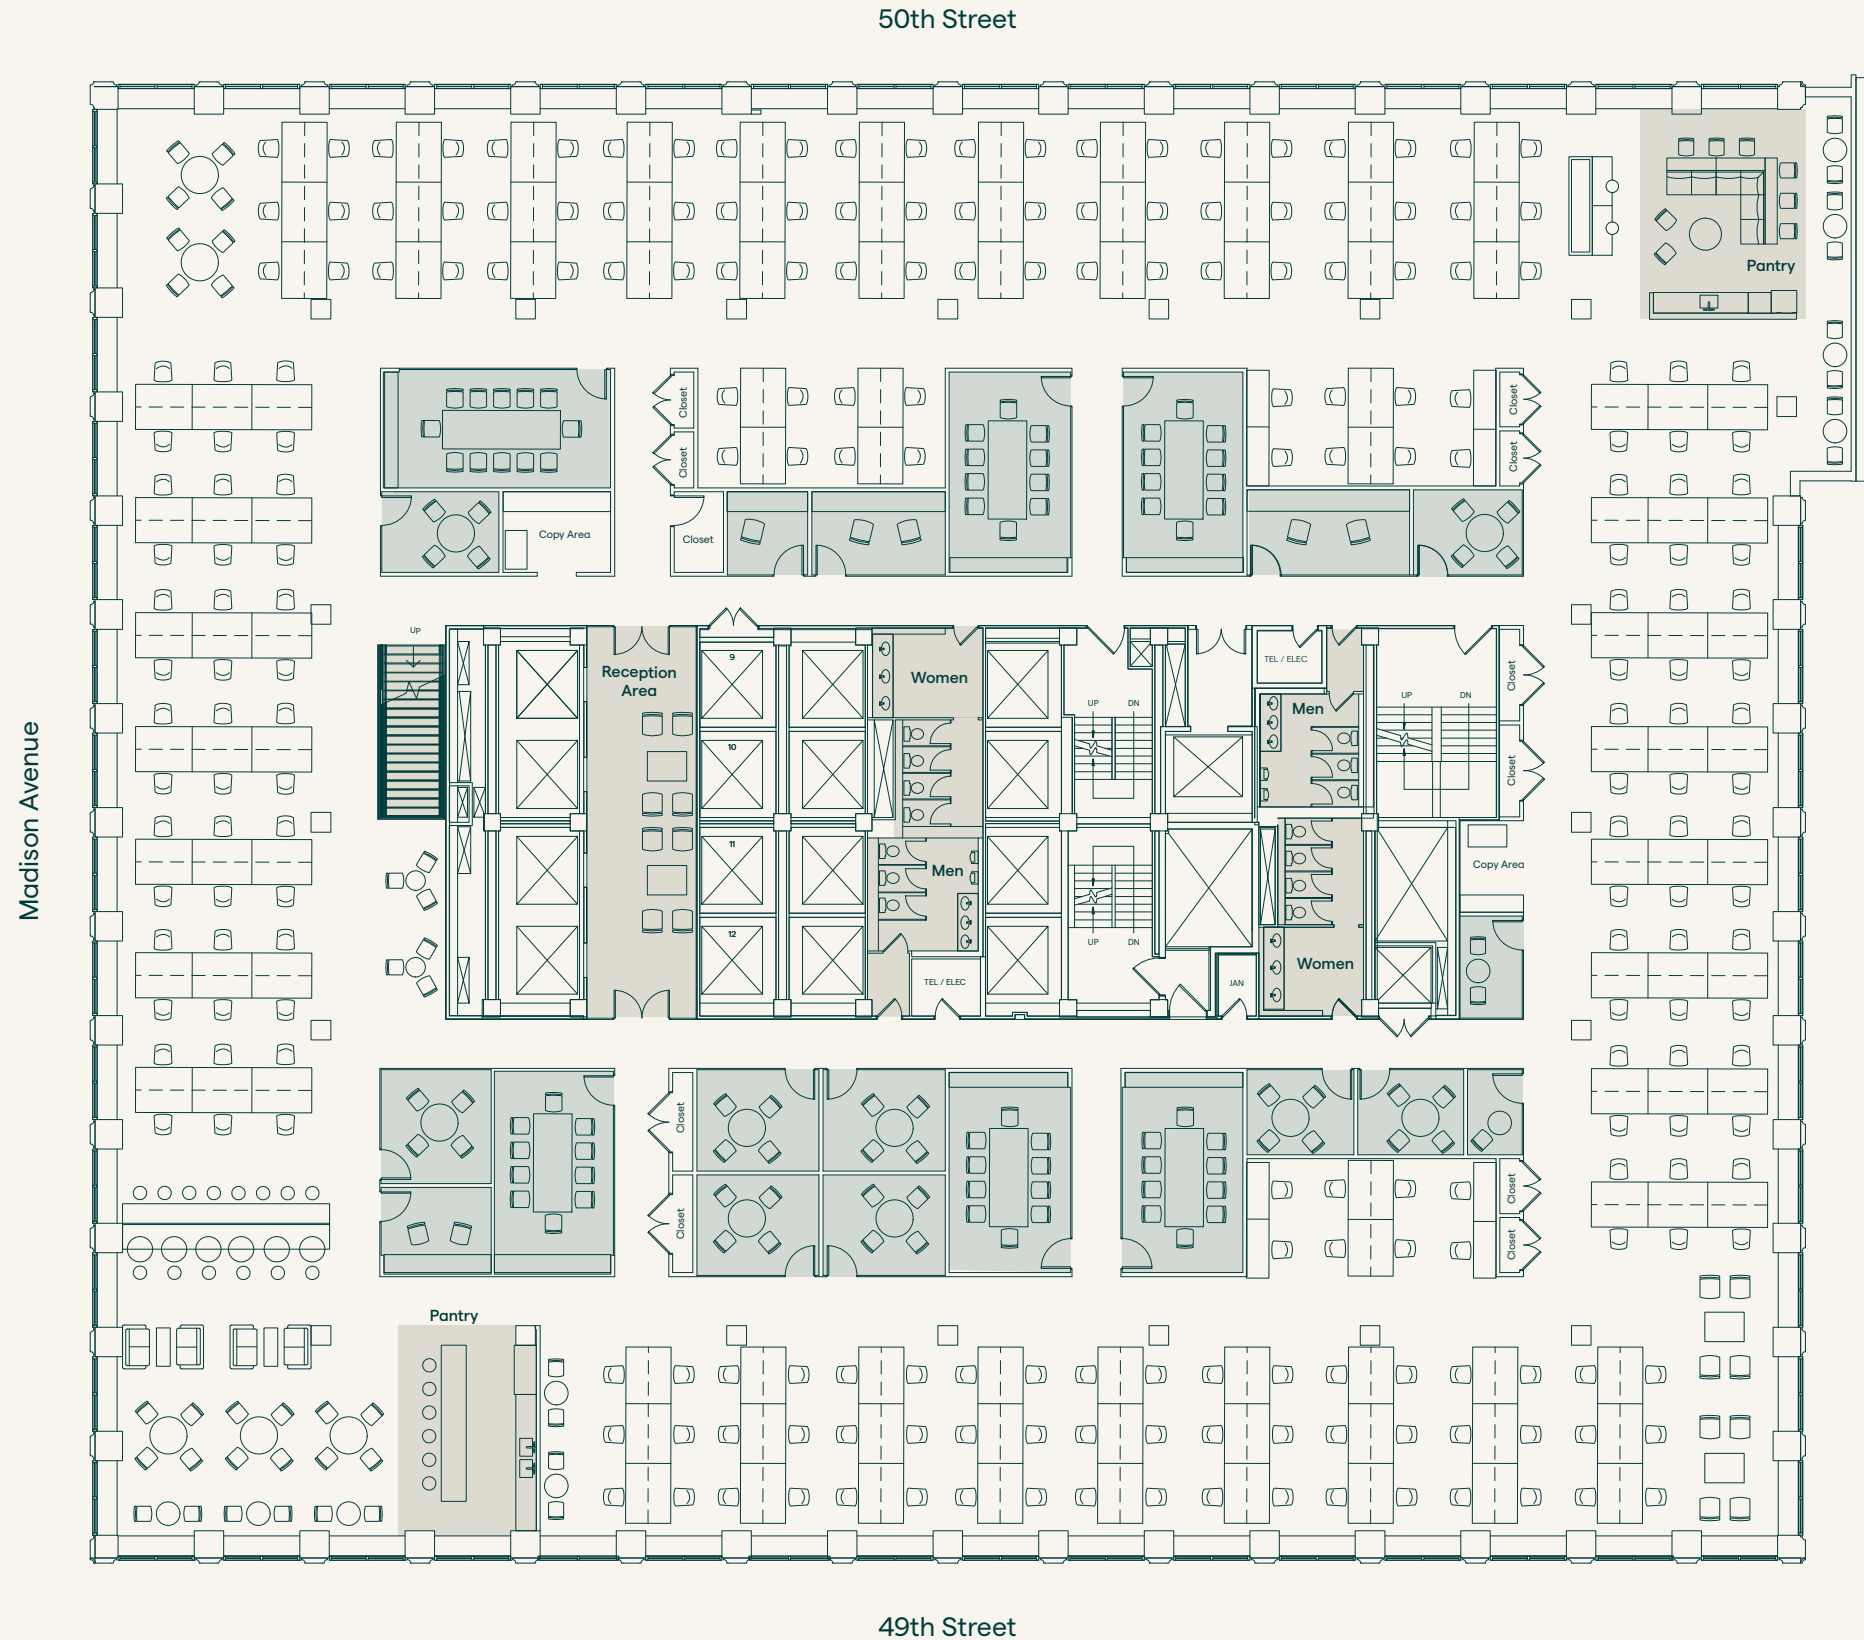 50th Street
Pantry
Closet
Closet
Closet
Closet
Copy Area
Closet
UP
Reception
Area
9
Women
TEL / ELEC
Men
Closet
UP
DN
UP
DN
10
Closet
Madison Avenue
11
Men
Copy Area
12
UP
DN
Women
TEL / ELEC
JAN
Closet
Closet
Closet
Closet
Pantry
49th Street